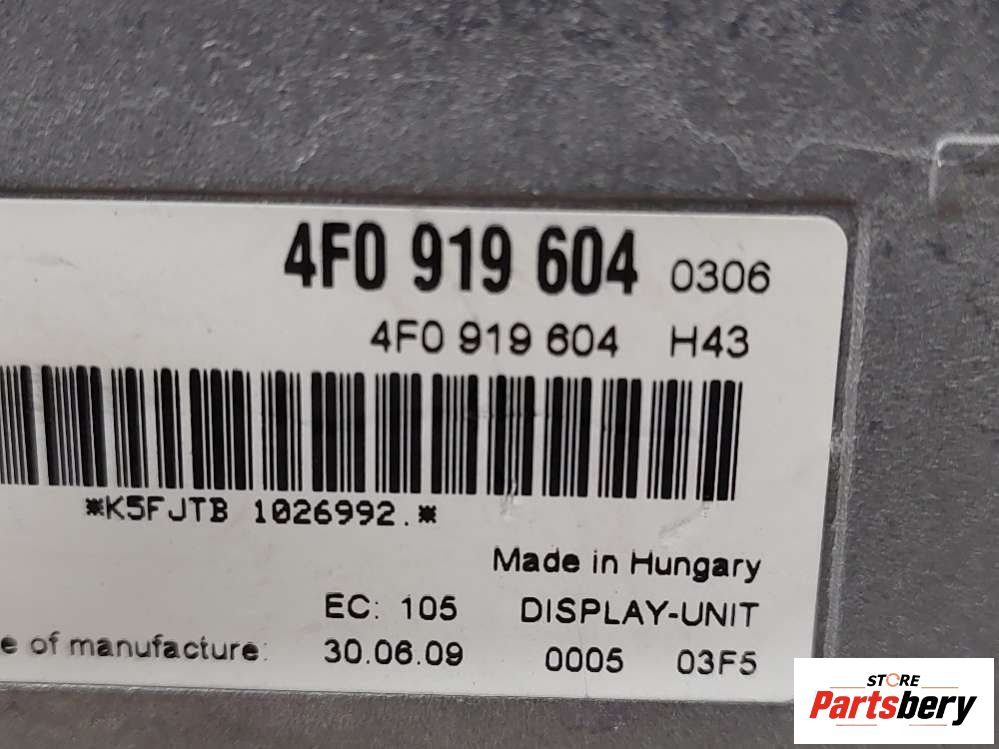 4F0 919 604 0306
4F0 919 604 H43
*K5FJTB 1026992.*
Made in Hungary
EC: 105 DISPLAY-UNIT
e of manufacture: 30.06.09 0005 03F5
STORE
Partsbery